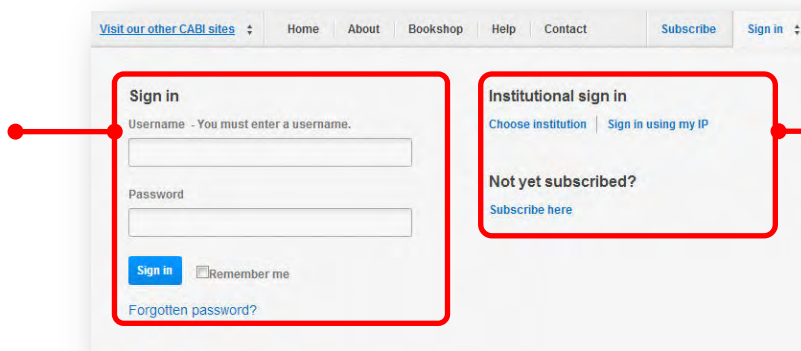 Visit our other CABI sites Home About Bookshop Help Contact Subscribe Sign in
Sign in
Username - You must enter a username.
Password
Sign in Remember me
Forgotten password?
Institutional sign in
Choose institution Sign in using my IP
Not yet subscribed?
Subscribe here